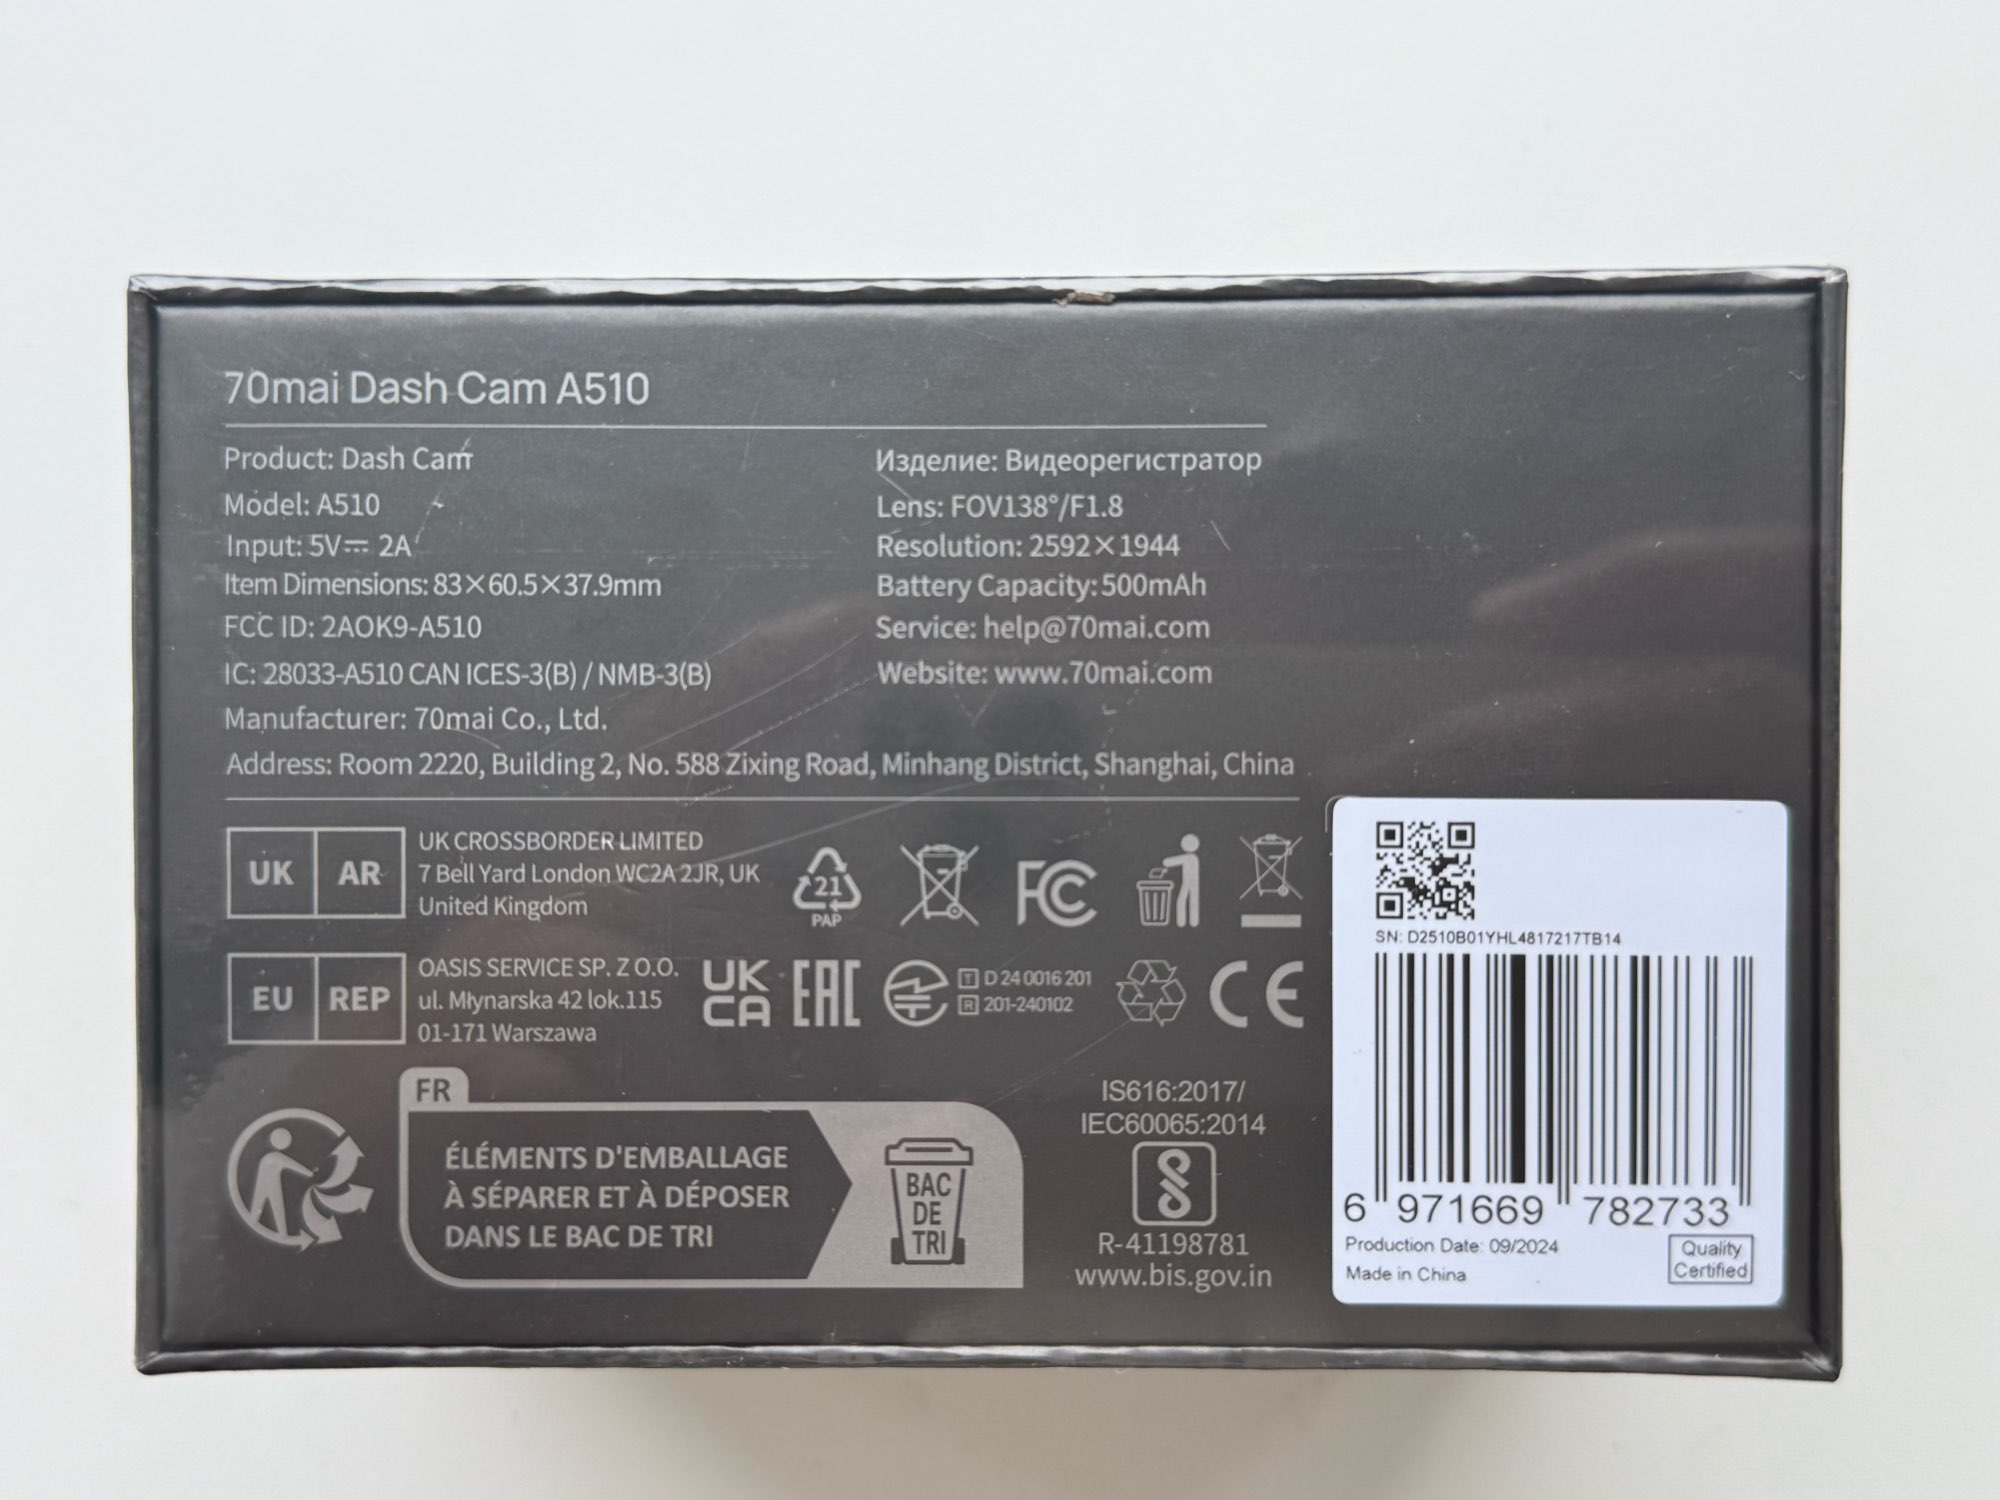 70mai Dash Cam A510
Product: Dash Cam
Model: A510
Input: 5V⎓ 2A
Item Dimensions: 83×60.5×37.9mm
FCC ID: 2AOK9-A510
IC: 28033-A510 CAN ICES-3(B) / NMB-3(B)
Manufacturer: 70mai Co., Ltd.
Address: Room 2220, Building 2, No. 588 Zixing Road, Minhang District, Shanghai, China
Изделие: Видеорегистратор
Lens: FOV138°/F1.8
Resolution: 2592×1944
Battery Capacity: 500mAh
Service: help@70mai.com
Website: www.70mai.com
UK AR
UK CROSSBORDER LIMITED
7 Bell Yard London WC2A 2JR, UK
United Kingdom
21
PAP
FC
EU REP
OASIS SERVICE SP. Z O.O.
ul. Młynarska 42 lok.115
01-171 Warszawa
UK
CA
EAC
T D 24 0016 201
R 201-240102
CE
FR
ÉLÉMENTS D'EMBALLAGE
À SÉPARER ET À DÉPOSER
DANS LE BAC DE TRI
BAC
DE
TRI
IS616:2017/
IEC60065:2014
R-41198781
www.bis.gov.in
SN: D2510B01YHL4817217TB14
6 971669 782733
Production Date: 09/2024
Made in China
Quality
Certified